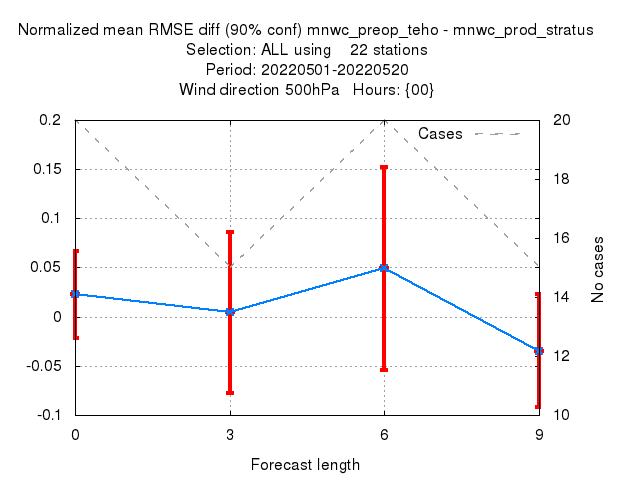 Normalized mean RMSE diff (90% conf) mnwc_preop_teho - mnwc_prod_stratus
Selection: ALL using    22 stations
Period: 20220501-20220520
Wind direction 500hPa   Hours: {00}
Cases
0.2
0.15
0.1
0.05
0
-0.05
-0.1
20
18
16
14
12
10
No cases
0
3
6
9
Forecast length